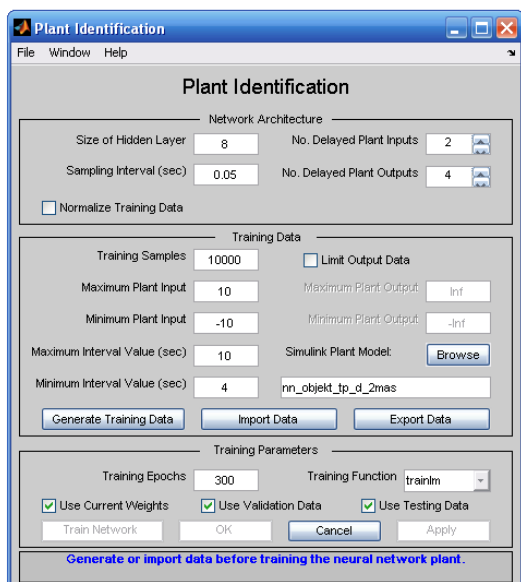 Plant Identification
File Window Help
Plant Identification
Network Architecture
Size of Hidden Layer 8 No. Delayed Plant Inputs 2
Sampling Interval (sec) 0.05 No. Delayed Plant Outputs 4
Normalize Training Data
Training Data
Training Samples 10000 Limit Output Data
Maximum Plant Input 10 Maximum Plant Output Inf
Minimum Plant Input -10 Minimum Plant Output -Inf
Maximum Interval Value (sec) 10 Simulink Plant Model: Browse
Minimum Interval Value (sec) 4 nn_objekt_tp_d_2mas
Generate Training Data Import Data Export Data
Training Parameters
Training Epochs 300 Training Function trainlm
Use Current Weights Use Validation Data Use Testing Data
Train Network OK Cancel Apply
Generate or import data before training the neural network plant.